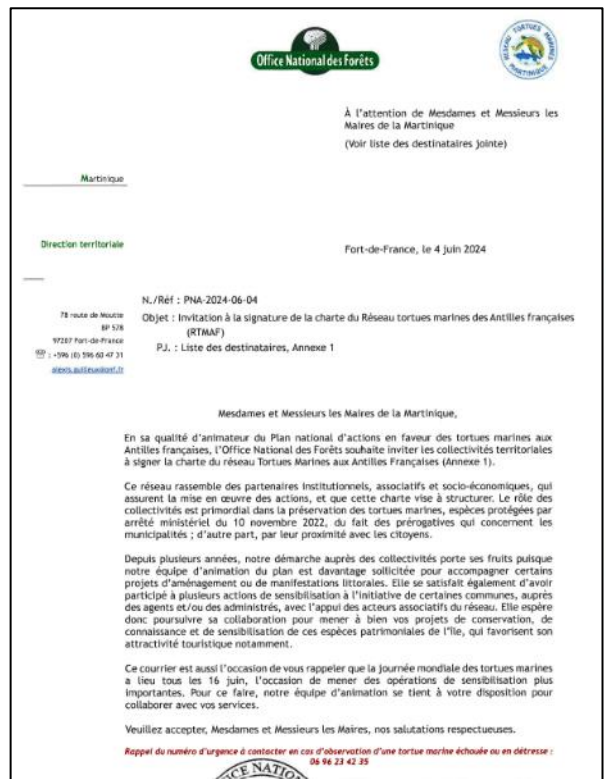 Office National des Forêts
RÉSEAU TORTUES MARINES
MARTINIQUE
À l'attention de Mesdames et Messieurs les
Maires de la Martinique
(Voir liste des destinataires jointe)
Martinique
Direction territoriale
Fort-de-France, le 4 juin 2024
N./Réf : PNA-2024-06-04
Objet : Invitation à la signature de la charte du Réseau tortues marines des Antilles françaises
(RTMAF)
P.J. : Liste des destinataires, Annexe 1
78 route de Moutte
BP 578
97207 Fort-de-France
: +596 (0) 596 60 47 31
Mesdames et Messieurs les Maires de la Martinique,
En sa qualité d'animateur du Plan national d'actions en faveur des tortues marines aux
Antilles françaises, l'Office National des Forêts souhaite inviter les collectivités territoriales
à signer la charte du réseau Tortues Marines aux Antilles Françaises (Annexe 1).
Ce réseau rassemble des partenaires institutionnels, associatifs et socio-économiques, qui
assurent la mise en œuvre des actions, et que cette charte vise à structurer. Le rôle des
collectivités est primordial dans la préservation des tortues marines, espèces protégées par
arrêté ministériel du 10 novembre 2022, du fait des prérogatives qui concernent les
municipalités ; d'autre part, par leur proximité avec les citoyens.
Depuis plusieurs années, notre démarche auprès des collectivités porte ses fruits puisque
notre équipe d'animation du plan est davantage sollicitée pour accompagner certains
projets d'aménagement ou de manifestations littorales. Elle se satisfait également d'avoir
participé à plusieurs actions de sensibilisation à l'initiative de certaines communes, auprès
des agents et/ou des administrés, avec l'appui des acteurs associatifs du réseau. Elle espère
donc poursuivre sa collaboration pour mener à bien vos projets de conservation, de
connaissance et de sensibilisation de ces espèces patrimoniales de l'île, qui favorisent son
attractivité touristique notamment.
Ce courrier est aussi l'occasion de vous rappeler que la journée mondiale des tortues marines
a lieu tous les 16 juin, l'occasion de mener des opérations de sensibilisation plus
importantes. Pour ce faire, notre équipe d'animation se tient à votre disposition pour
collaborer avec vos services.
Veuillez accepter, Mesdames et Messieurs les Maires, nos salutations respectueuses.
Rappel du numéro d'urgence à contacter en cas d'observation d'une tortue marine échouée ou en détresse :
06 96 23 42 35